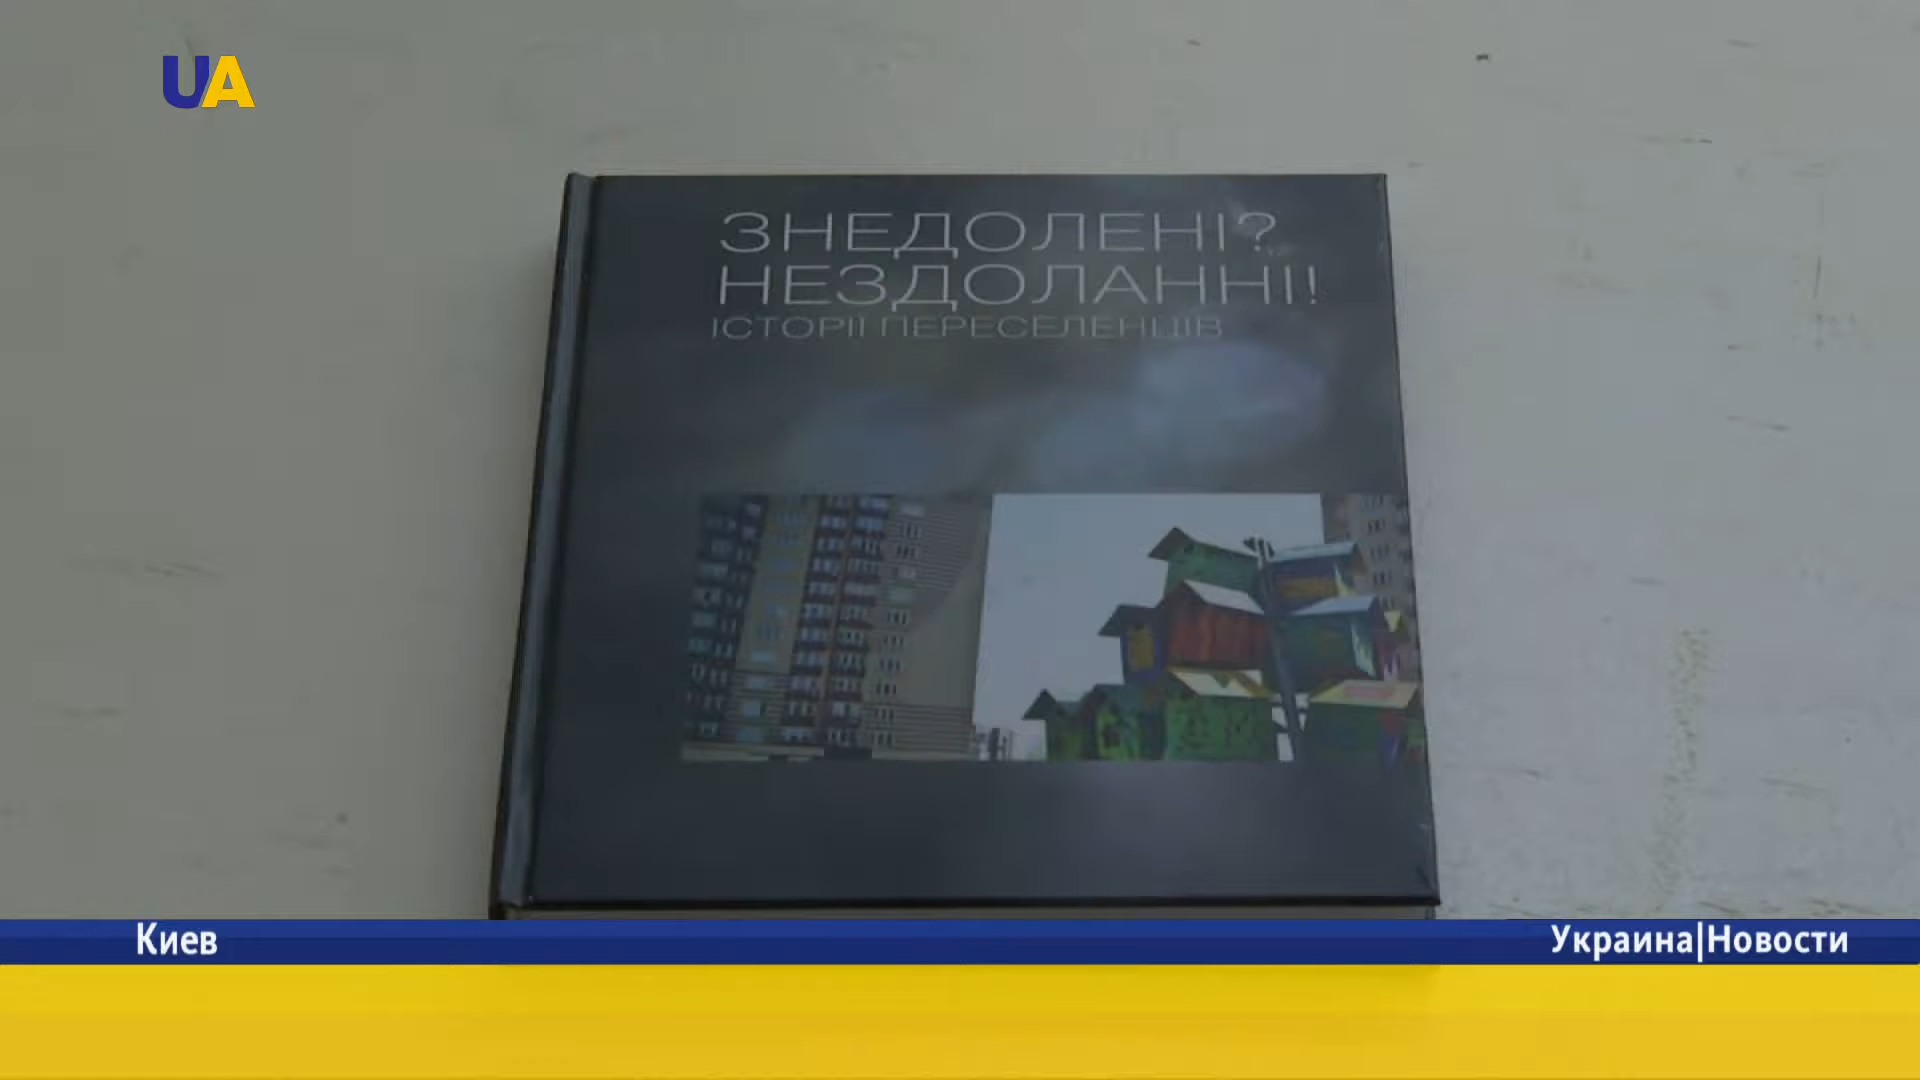 UA
ЗНЕДОЛЕНІ?
НЕЗДОЛАННІ!
ІСТОРІЇ ПЕРЕСЕЛЕНЦІВ
Киев
Украина|Новости